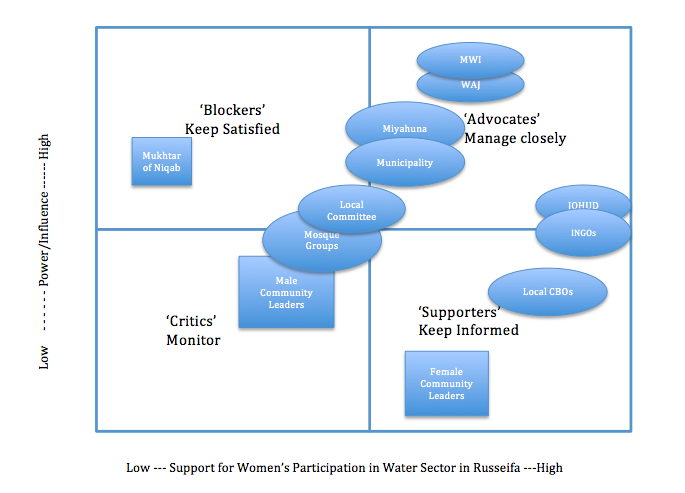 MWI
WAJ
'Blockers'
Keep Satisfied
'Advocates'
Manage closely
Miyahuna
Municipality
Mukhtar
of Niqab
Local
Committee
JOHUD
INGOs
Mosque
Groups
Male
Community
Leaders
Local CBOs
'Critics'
Monitor
'Supporters'
Keep Informed
Female
Community
Leaders
Low - - - - - - Power/Influence ------ High
Low --- Support for Women's Participation in Water Sector in Russeifa ---High